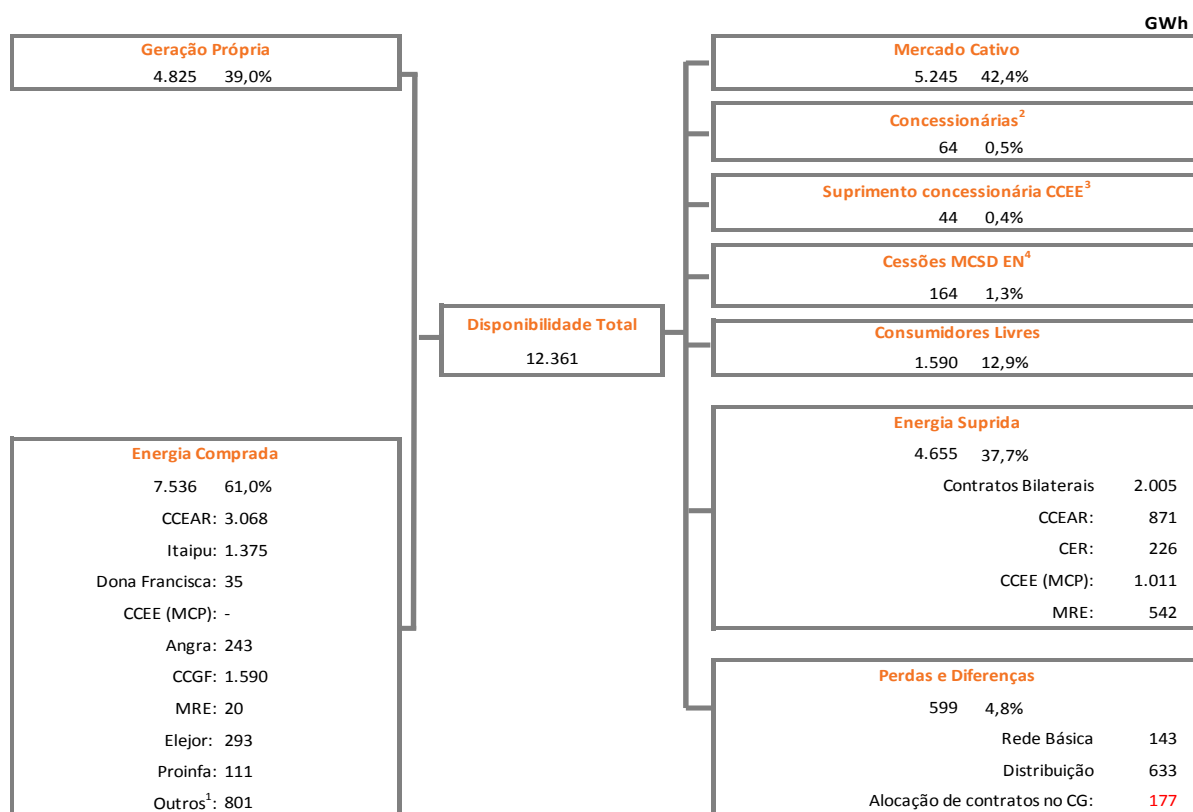 GWh
Geração Própria
4.825 39,0%
Energia Comprada
7.536 61,0%
CCEAR: 3.068
Itaipu: 1.375
Dona Francisca: 35
CCEE (MCP): -
Angra: 243
CCGF: 1.590
MRE: 20
Elejor: 293
Proinfa: 111
Outros¹: 801
Disponibilidade Total
12.361
Mercado Cativo
5.245 42,4%
Concessionárias²
64 0,5%
Suprimento concessionária CCEE³
44 0,4%
Cessões MCSD EN⁴
164 1,3%
Consumidores Livres
1.590 12,9%
Energia Suprida
4.655 37,7%
Contratos Bilaterais 2.005
CCEAR: 871
CER: 226
CCEE (MCP): 1.011
MRE: 542
Perdas e Diferenças
599 4,8%
Rede Básica 143
Distribuição 633
Alocação de contratos no CG: 177